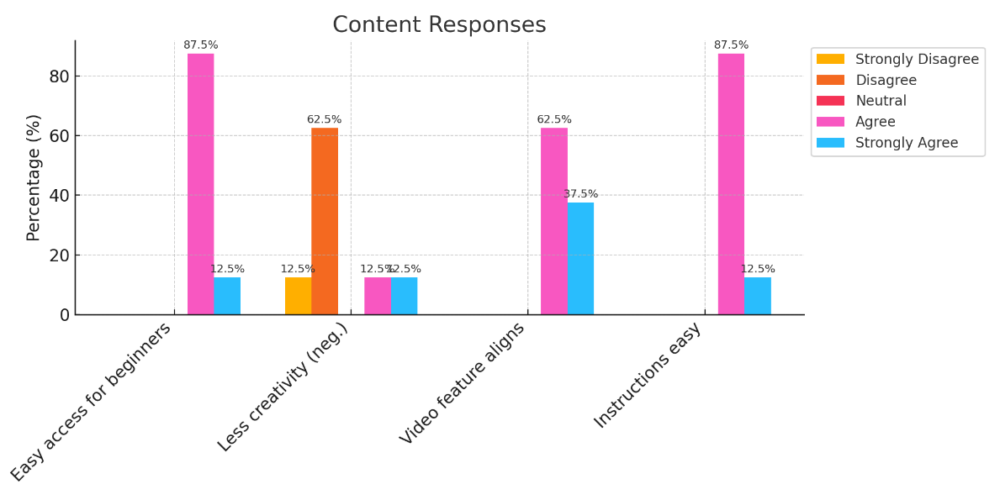 Content Responses
Percentage (%)
80
60
40
20
0
87.5%
12.5%
12.5%
62.5%
12.5%
12.5%
62.5%
37.5%
87.5%
12.5%
Easy access for beginners
Less creativity (neg.)
Video feature aligns
Instructions easy
Strongly Disagree
Disagree
Neutral
Agree
Strongly Agree